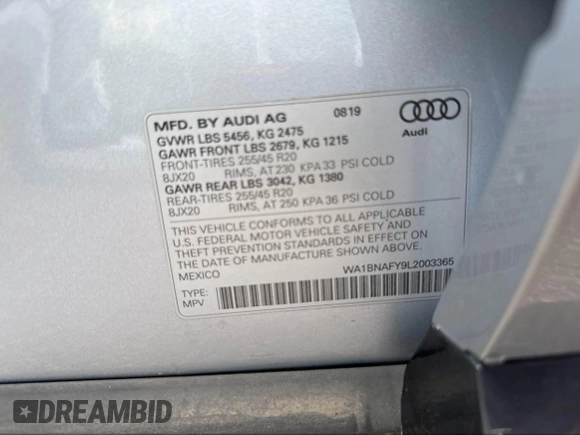 MFD. BY AUDI AG 0819
GVWR LBS 5456, KG 2475
GAWR FRONT LBS 2679, KG 1215
FRONT-TIRES 255/45 R20
8JX20 RIMS, AT 230 KPA 33 PSI COLD
GAWR REAR LBS 3042, KG 1380
REAR-TIRES 255/45 R20
8JX20 RIMS, AT 250 KPA 36 PSI COLD
Audi
THIS VEHICLE CONFORMS TO ALL APPLICABLE
U.S. FEDERAL MOTOR VEHICLE SAFETY AND
THEFT PREVENTION STANDARDS IN EFFECT ON
THE DATE OF MANUFACTURE SHOWN ABOVE.
MEXICO WA1BNAFY9L2003365
TYPE:
MPV
DREAMBID